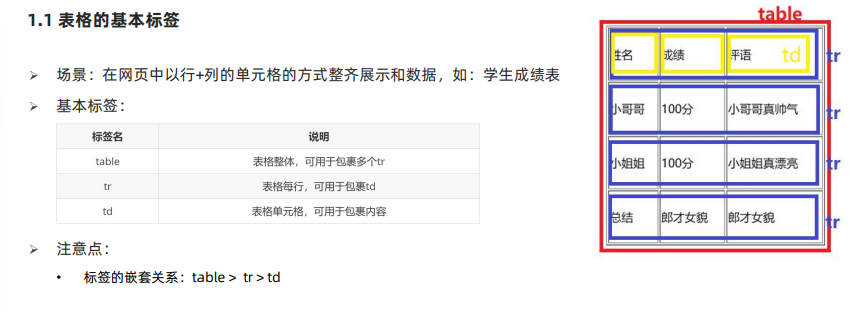 1.1 表格的基本标签
场景：在网页中以行+列的单元格的方式整齐展示和数据，如：学生成绩表
基本标签：
标签名 说明
table 表格整体，可用于包裹多个tr
tr 表格每行，可用于包裹td
td 表格单元格，可用于包裹内容
注意点：
标签的嵌套关系：table > tr > td
table
姓名 成绩 评语 td tr
小哥哥 100分 小哥哥真帅气 tr
小姐姐 100分 小姐姐真漂亮 tr
总结 郎才女貌 郎才女貌 tr